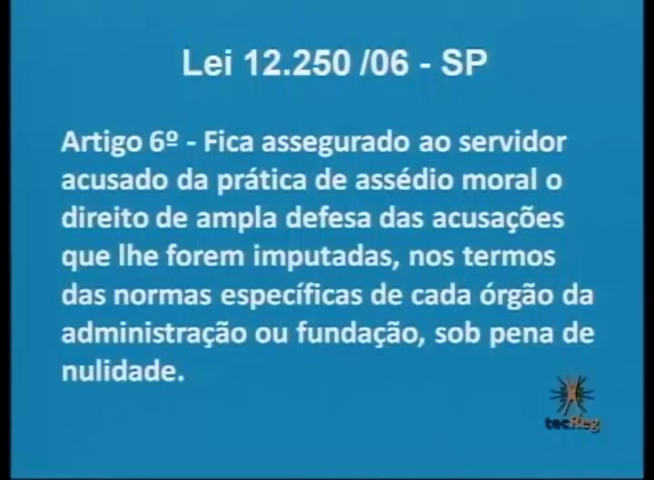 Lei 12.250 /06 - SP
Artigo 6º - Fica assegurado ao servidor
acusado da prática de assédio moral o
direito de ampla defesa das acusações
que lhe forem imputadas, nos termos
das normas específicas de cada órgão da
administração ou fundação, sob pena de
nulidade.
tecReg